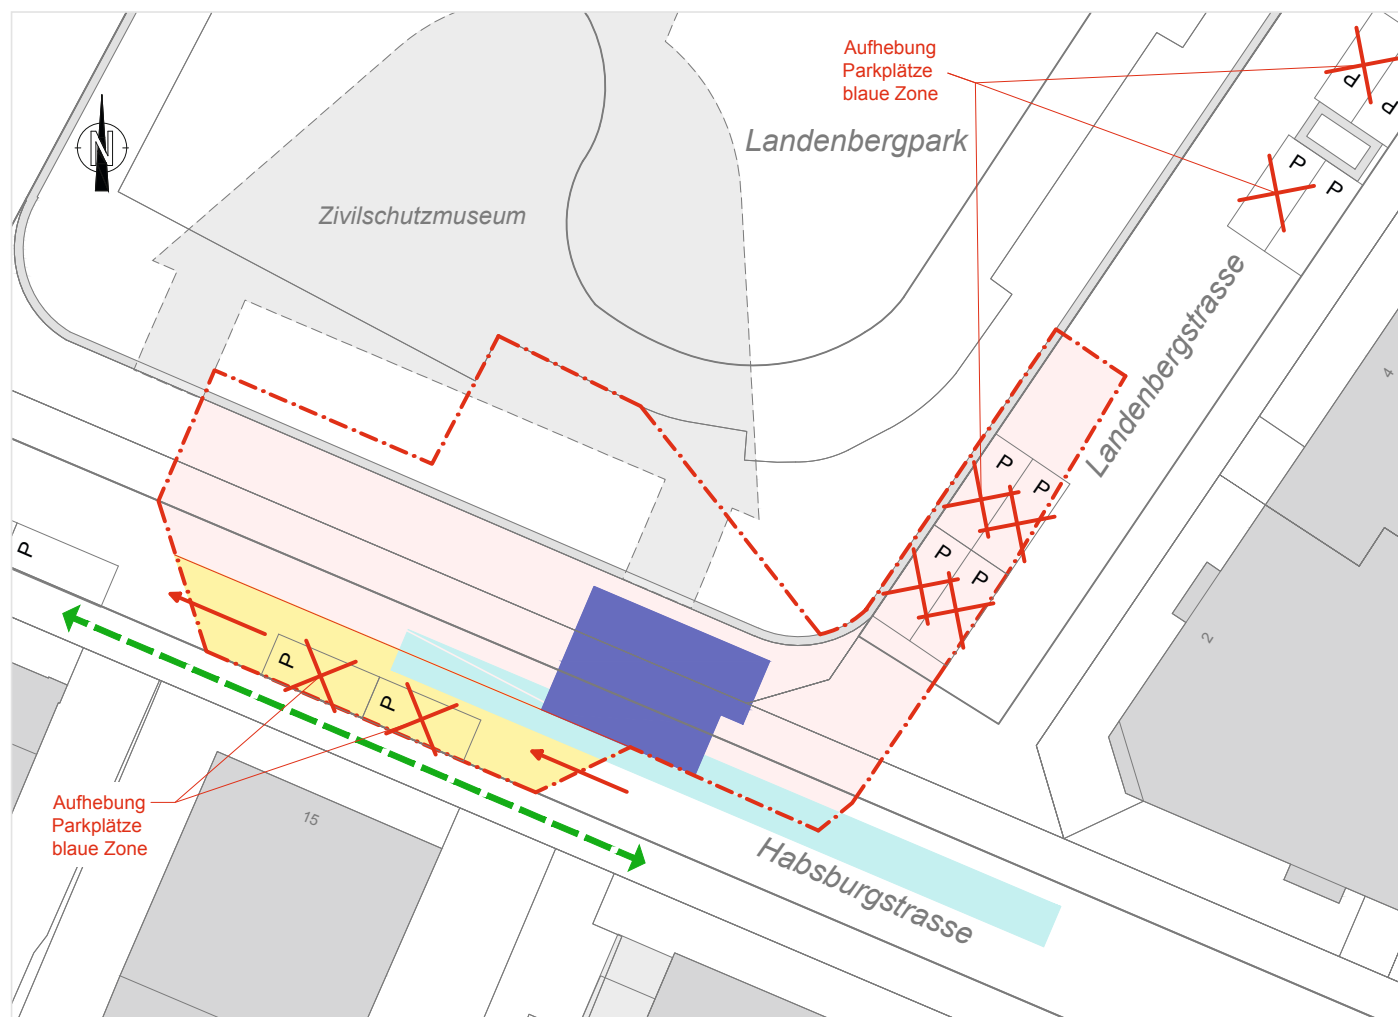 Aufhebung
Parkplätze
blaue Zone
P
P
P
P
N
Landenbergpark
Zivilschutzmuseum
Landenbergstrasse
4
P
P
P
P
P
2
P
P
Aufhebung
Parkplätze
blaue Zone
15
Habsburgstrasse